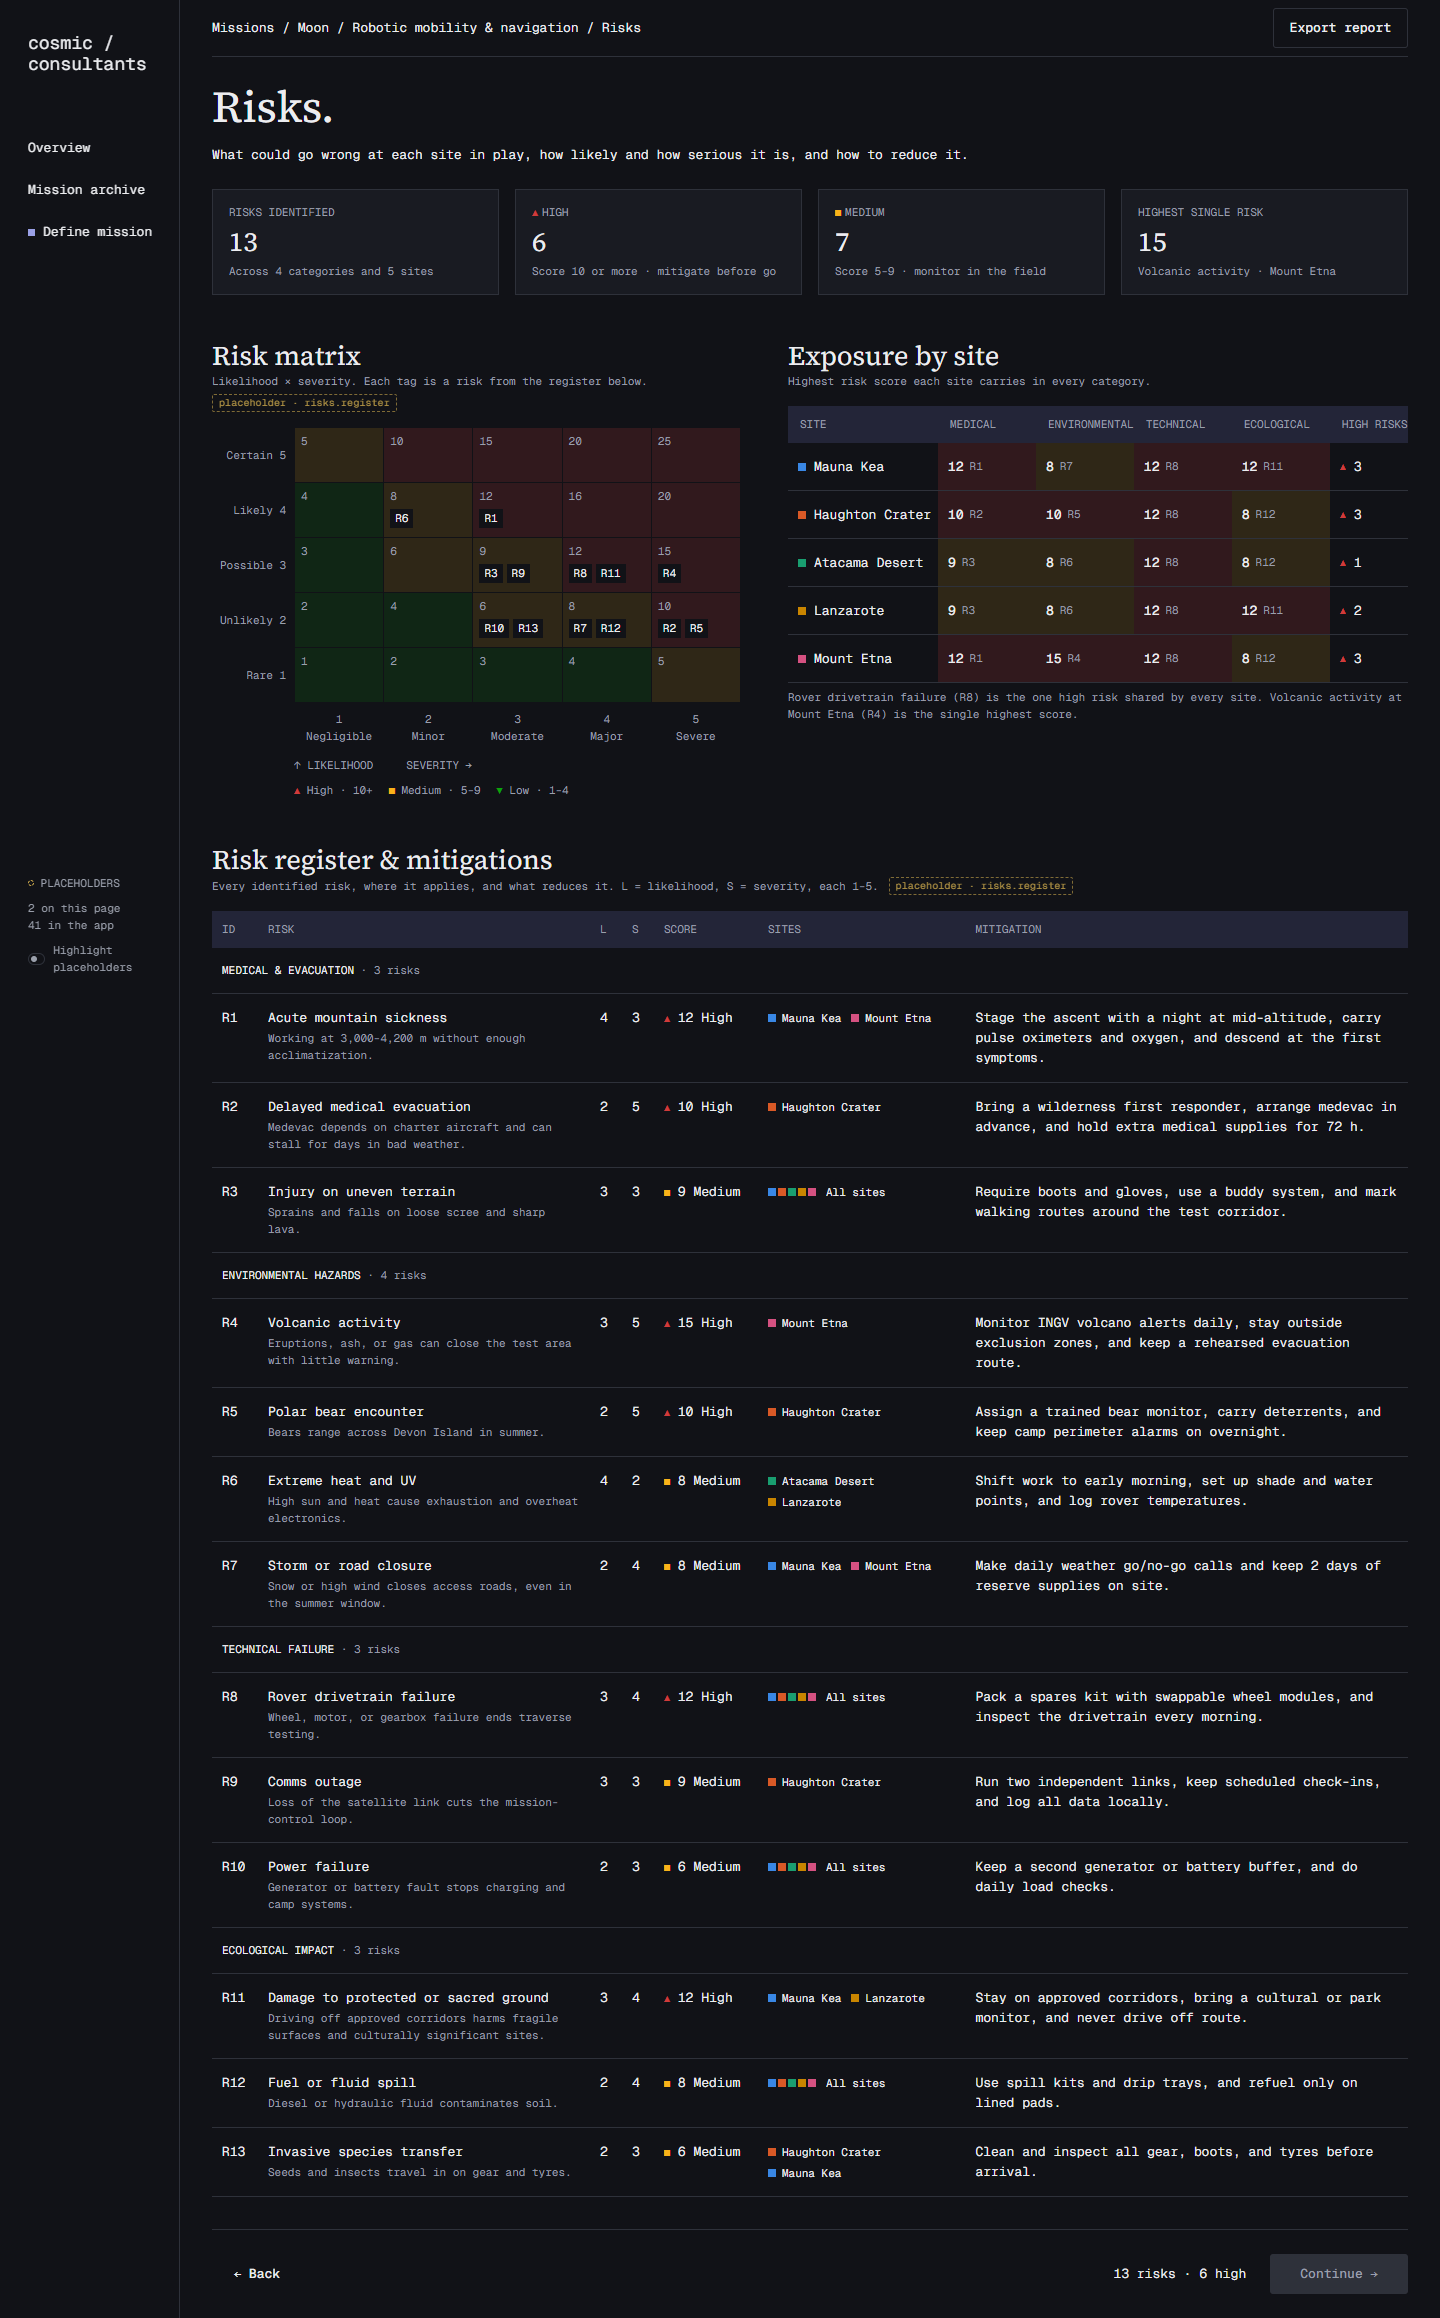 cosmic /
consultants
Overview
Mission archive
Define mission
PLACEHOLDERS
2 on this page
41 in the app
Highlight
placeholders
Missions / Moon / Robotic mobility & navigation / Risks
Export report
Risks.
What could go wrong at each site in play, how likely and how serious it is, and how to reduce it.
RISKS IDENTIFIED
13
Across 4 categories and 5 sites
▲ HIGH
6
Score 10 or more · mitigate before go
■ MEDIUM
7
Score 5–9 · monitor in the field
HIGHEST SINGLE RISK
15
Volcanic activity · Mount Etna
Risk matrix
Likelihood × severity. Each tag is a risk from the register below.
placeholder · risks.register
Certain 5 5 10 15 20 25
Likely 4 4 8 R6 12 R1 16 20
Possible 3 3 6 9 R3 R9 12 R8 R11 15 R4
Unlikely 2 2 4 6 R10 R13 8 R7 R12 10 R2 R5
Rare 1 1 2 3 4 5
1 2 3 4 5
Negligible Minor Moderate Major Severe
↑ LIKELIHOOD SEVERITY →
▲ High · 10+ ■ Medium · 5–9 ▼ Low · 1–4
Exposure by site
Highest risk score each site carries in every category.
SITE MEDICAL ENVIRONMENTAL TECHNICAL ECOLOGICAL HIGH RISKS
Mauna Kea 12 R1 8 R7 12 R8 12 R11 ▲ 3
Haughton Crater 10 R2 10 R5 12 R8 8 R12 ▲ 3
Atacama Desert 9 R3 8 R6 12 R8 8 R12 ▲ 1
Lanzarote 9 R3 8 R6 12 R8 12 R11 ▲ 2
Mount Etna 12 R1 15 R4 12 R8 8 R12 ▲ 3
Rover drivetrain failure (R8) is the one high risk shared by every site. Volcanic activity at
Mount Etna (R4) is the single highest score.
Risk register & mitigations
Every identified risk, where it applies, and what reduces it. L = likelihood, S = severity, each 1–5. placeholder · risks.register
ID RISK L S SCORE SITES MITIGATION
MEDICAL & EVACUATION · 3 risks
R1 Acute mountain sickness 4 3 ▲ 12 High Mauna Kea Mount Etna Stage the ascent with a night at mid-altitude, carry
Working at 3,000–4,200 m without enough pulse oximeters and oxygen, and descend at the first
acclimatization. symptoms.
R2 Delayed medical evacuation 2 5 ▲ 10 High Haughton Crater Bring a wilderness first responder, arrange medevac in
Medevac depends on charter aircraft and can advance, and hold extra medical supplies for 72 h.
stall for days in bad weather.
R3 Injury on uneven terrain 3 3 ■ 9 Medium All sites Require boots and gloves, use a buddy system, and mark
Sprains and falls on loose scree and sharp walking routes around the test corridor.
lava.
ENVIRONMENTAL HAZARDS · 4 risks
R4 Volcanic activity 3 5 ▲ 15 High Mount Etna Monitor INGV volcano alerts daily, stay outside
Eruptions, ash, or gas can close the test area exclusion zones, and keep a rehearsed evacuation
with little warning. route.
R5 Polar bear encounter 2 5 ▲ 10 High Haughton Crater Assign a trained bear monitor, carry deterrents, and
Bears range across Devon Island in summer. keep camp perimeter alarms on overnight.
R6 Extreme heat and UV 4 2 ■ 8 Medium Atacama Desert Shift work to early morning, set up shade and water
High sun and heat cause exhaustion and overheat Lanzarote points, and log rover temperatures.
electronics.
R7 Storm or road closure 2 4 ■ 8 Medium Mauna Kea Mount Etna Make daily weather go/no-go calls and keep 2 days of
Snow or high wind closes access roads, even in reserve supplies on site.
the summer window.
TECHNICAL FAILURE · 3 risks
R8 Rover drivetrain failure 3 4 ▲ 12 High All sites Pack a spares kit with swappable wheel modules, and
Wheel, motor, or gearbox failure ends traverse inspect the drivetrain every morning.
testing.
R9 Comms outage 3 3 ■ 9 Medium Haughton Crater Run two independent links, keep scheduled check-ins,
Loss of the satellite link cuts the mission- and log all data locally.
control loop.
R10 Power failure 2 3 ■ 6 Medium All sites Keep a second generator or battery buffer, and do
Generator or battery fault stops charging and daily load checks.
camp systems.
ECOLOGICAL IMPACT · 3 risks
R11 Damage to protected or sacred ground 3 4 ▲ 12 High Mauna Kea Lanzarote Stay on approved corridors, bring a cultural or park
Driving off approved corridors harms fragile monitor, and never drive off route.
surfaces and culturally significant sites.
R12 Fuel or fluid spill 2 4 ■ 8 Medium All sites Use spill kits and drip trays, and refuel only on
Diesel or hydraulic fluid contaminates soil. lined pads.
R13 Invasive species transfer 2 3 ■ 6 Medium Haughton Crater Clean and inspect all gear, boots, and tyres before
Seeds and insects travel in on gear and tyres. Mauna Kea arrival.
← Back
13 risks · 6 high
Continue →